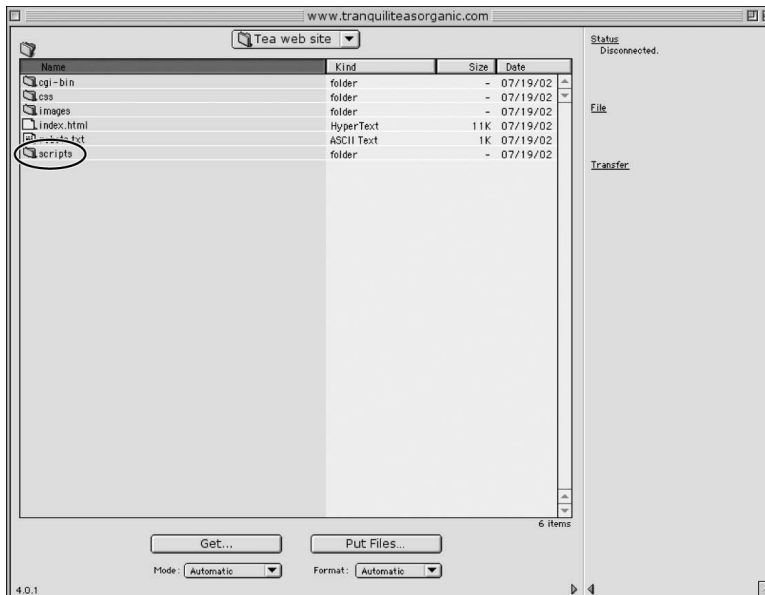 www.tranquiliteasorganic.com
Tea web site
Status
Disconnected.
Name Kind Size Date
cgi-bin folder - 07/19/02
css folder - 07/19/02
images folder - 07/19/02
File
index.html HyperText 11K 07/19/02
ASCII Text 1K 07/19/02
scripts folder - 07/19/02
Transfer
6 items
Get... Put Files...
Mode: Automatic Format: Automatic
4.0.1